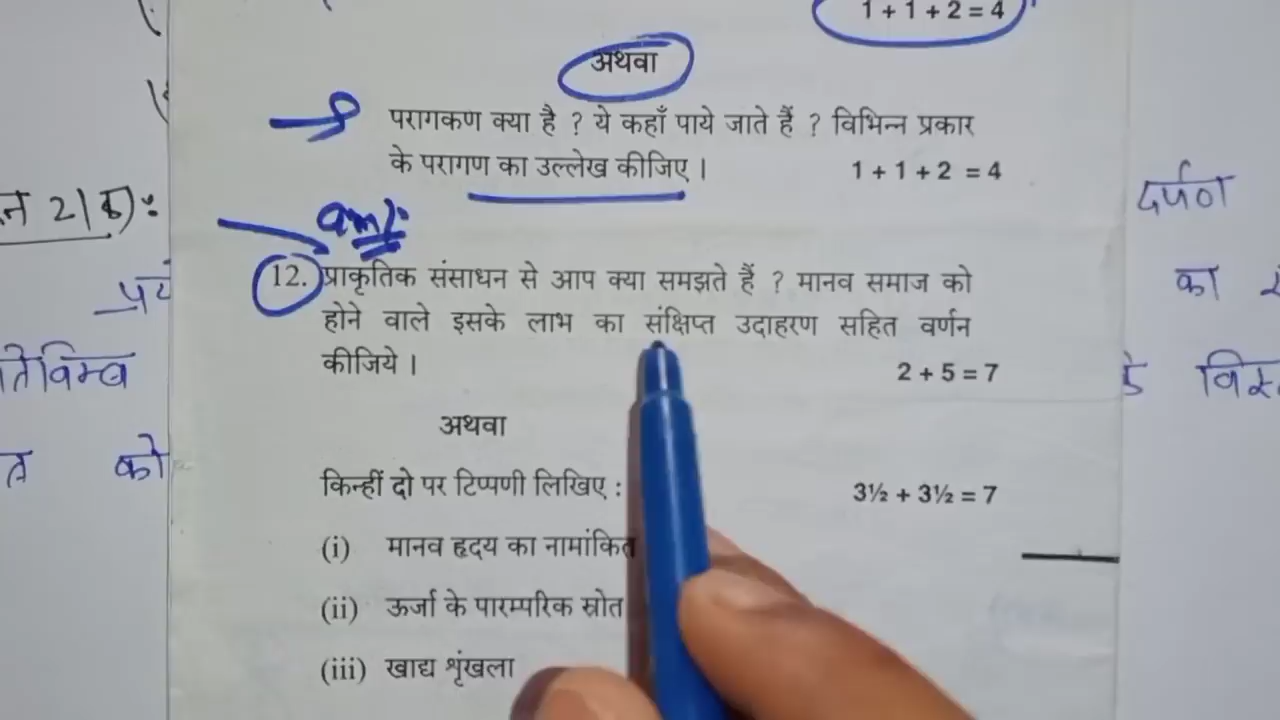 1 + 1 + 2 = 4
अथवा
परागकण क्या है ? ये कहाँ पाये जाते हैं ? विभिन्न प्रकार
के परागण का उल्लेख कीजिए ।
1 + 1 + 2 = 4
दर्पण
12. प्राकृतिक संसाधन से आप क्या समझते हैं ? मानव समाज को
का
होने वाले इसके लाभ का संक्षिप्त उदाहरण सहित वर्णन
कीजिये ।
2 + 5 = 7
अथवा
को
किन्हीं दो पर टिप्पणी लिखिए :
3½ + 3½ = 7
(i) मानव हृदय का नामांकित
(ii) ऊर्जा के पारम्परिक स्रोत
(iii) खाद्य शृंखला